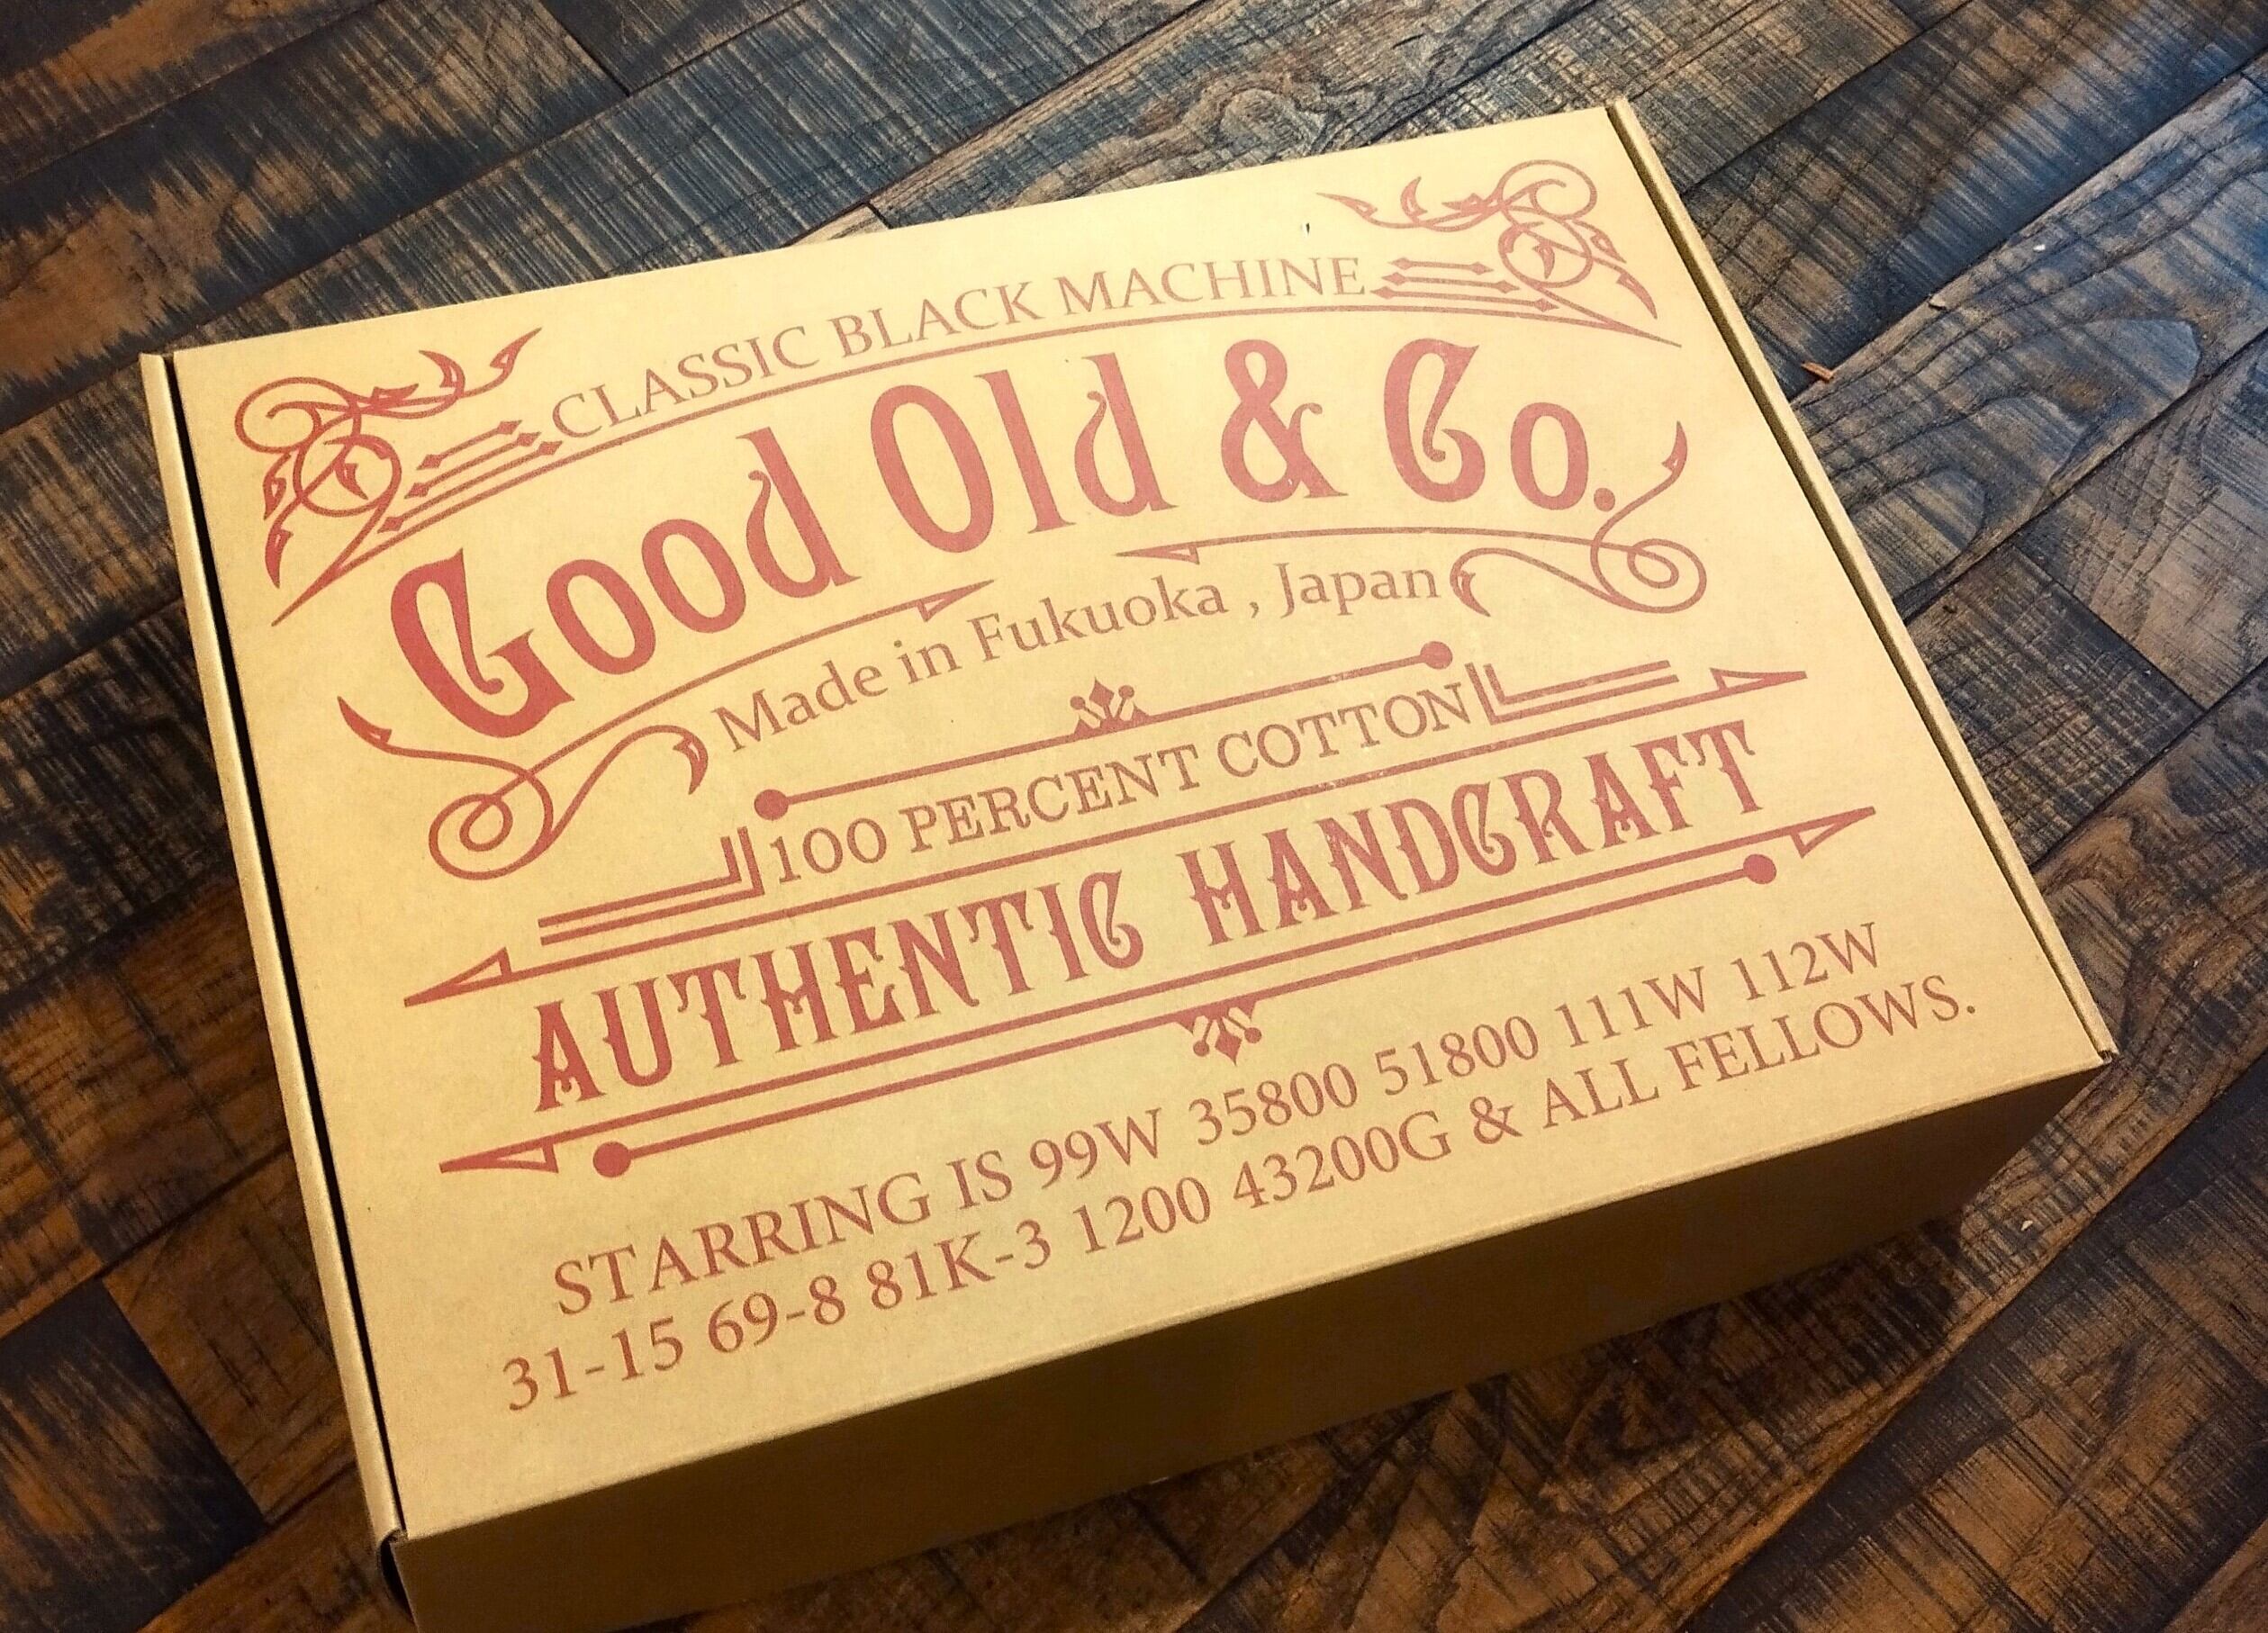 CLASSIC BLACK MACHINE
Good Old & Co.
Made in Fukuoka , Japan
100 PERCENT COTTON
AUTHENTIC HANDCRAFT
STARRING IS 99W 35800 51800 111W 112W
31-15 69-8 81K-3 1200 43200G & ALL FELLOWS.